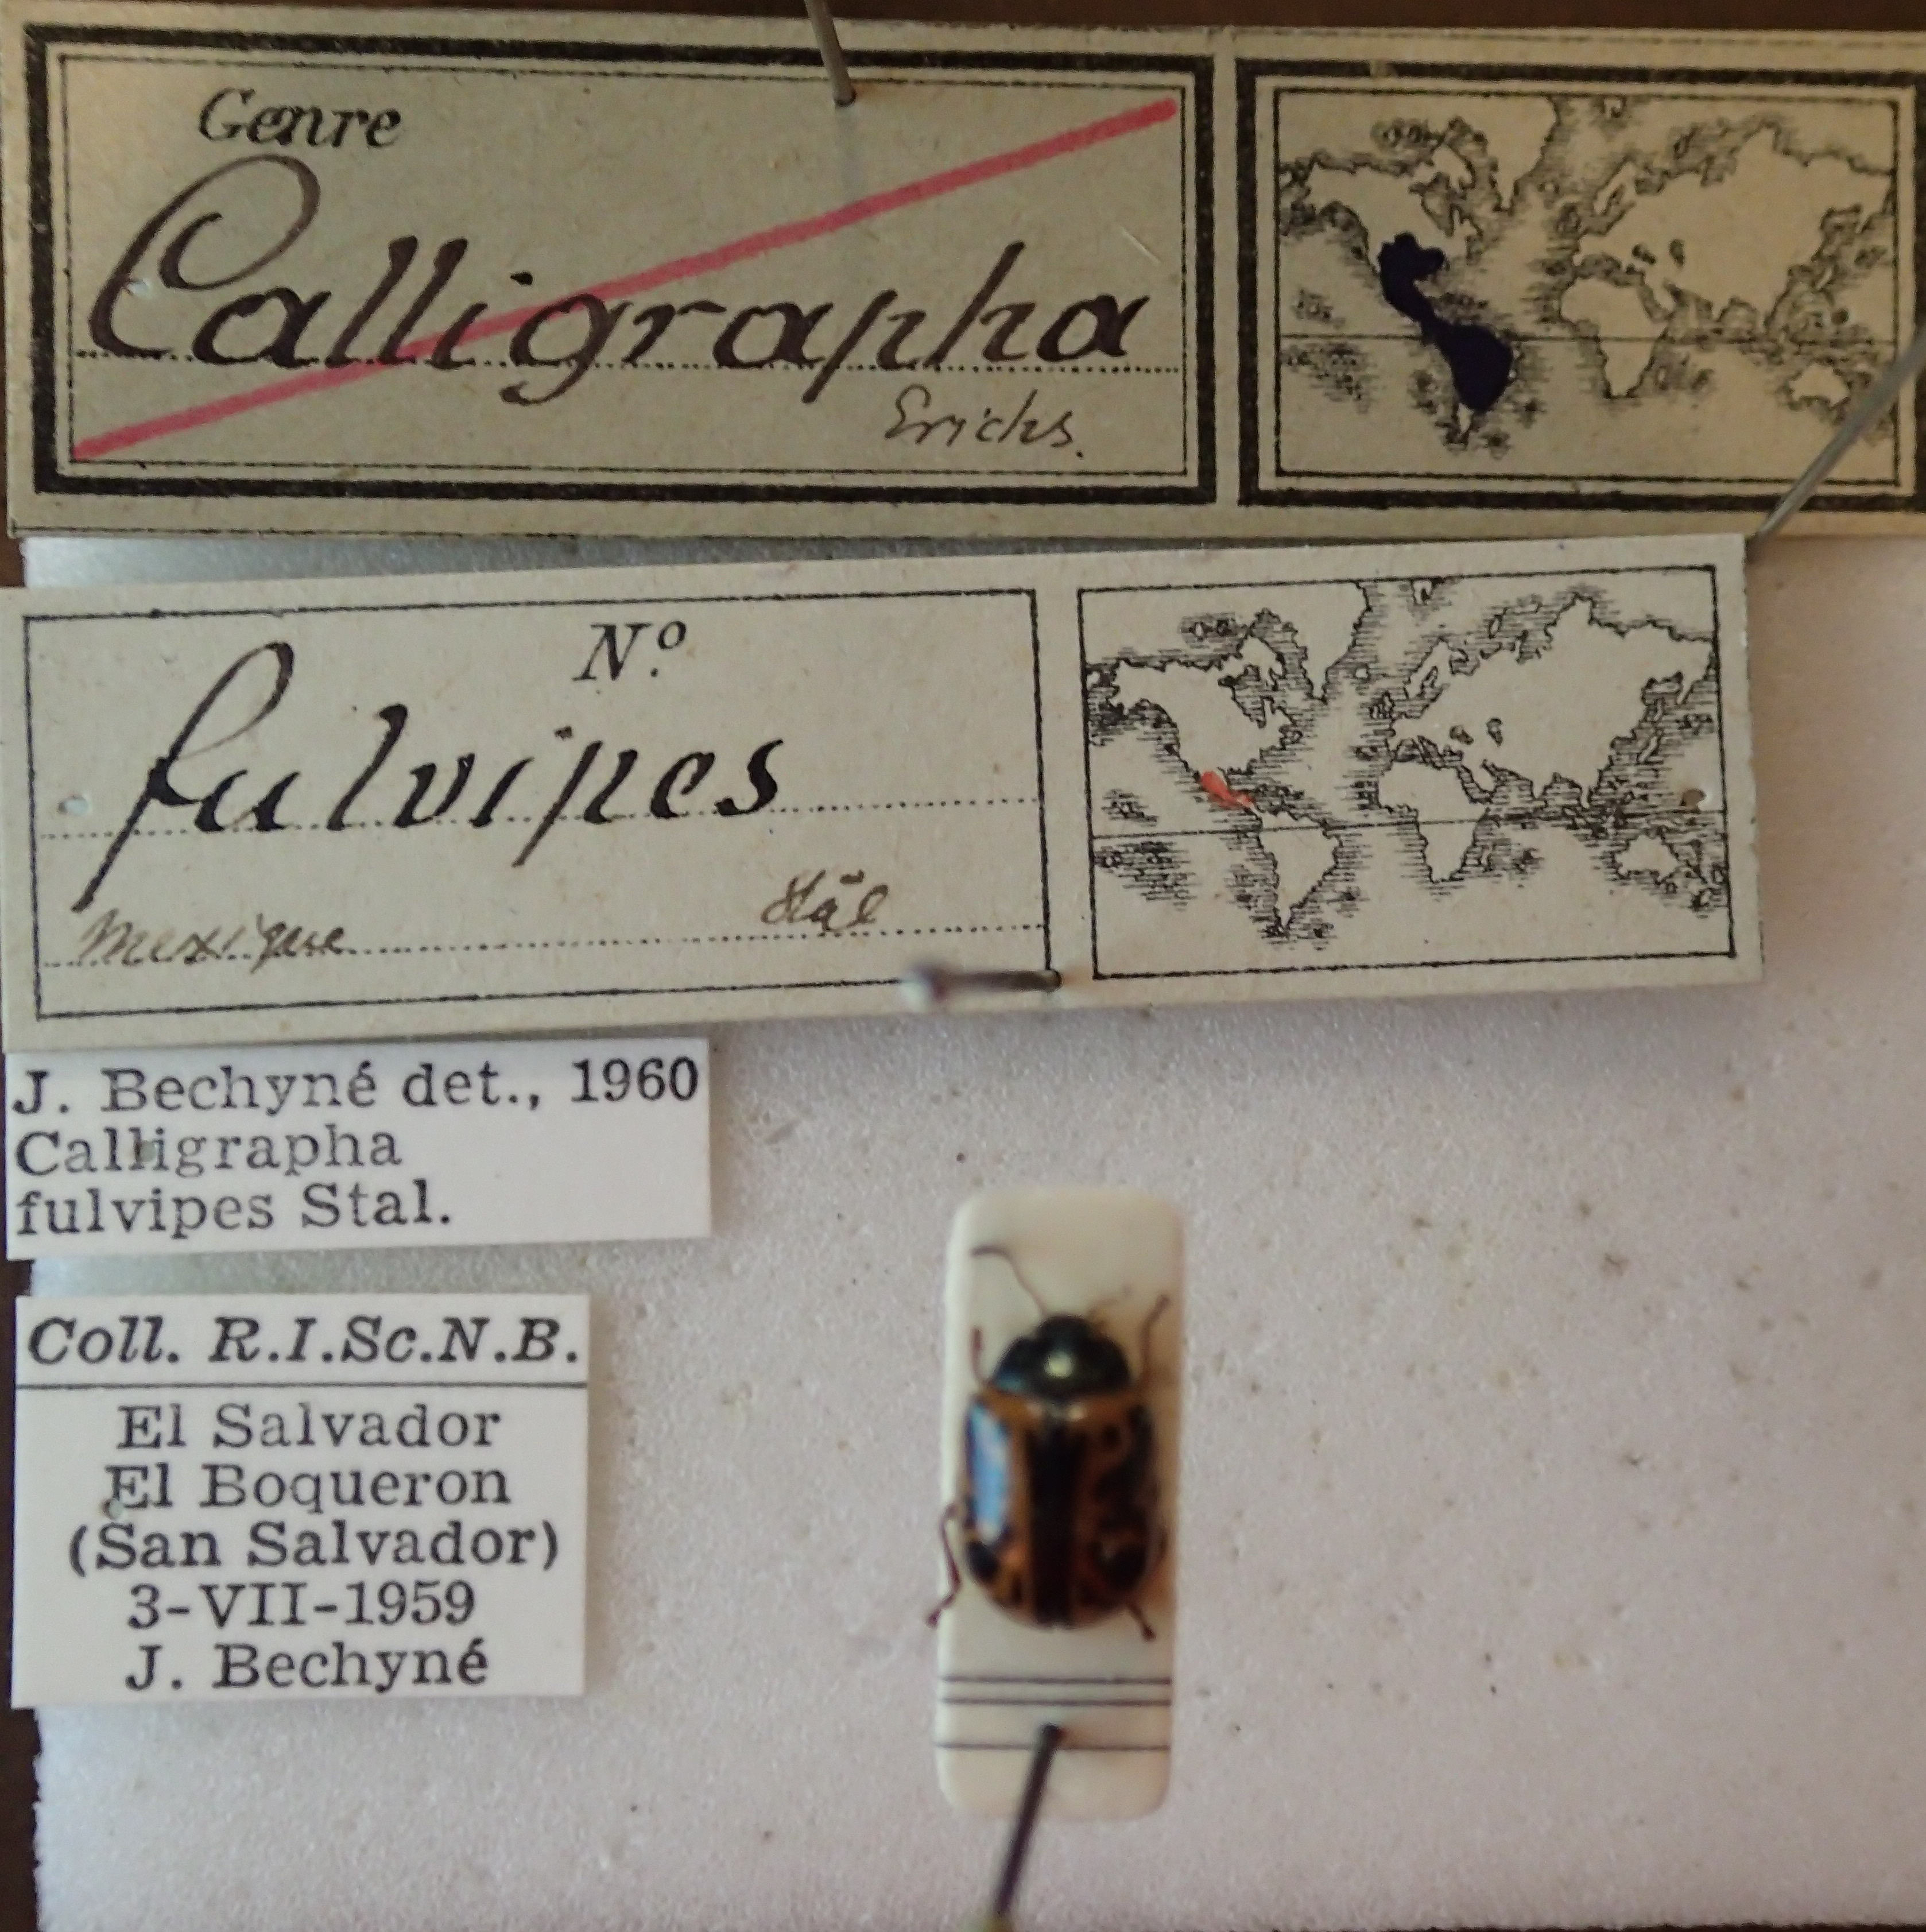 Genre
Calligrapha
Erichs.
Nº.
fulvipes
Stål
Mexique
J. Bechyné det., 1960
Calligrapha
fulvipes Stal.
Coll. R.I.Sc.N.B.
El Salvador
El Boqueron
(San Salvador)
3-VII-1959
J. Bechyné